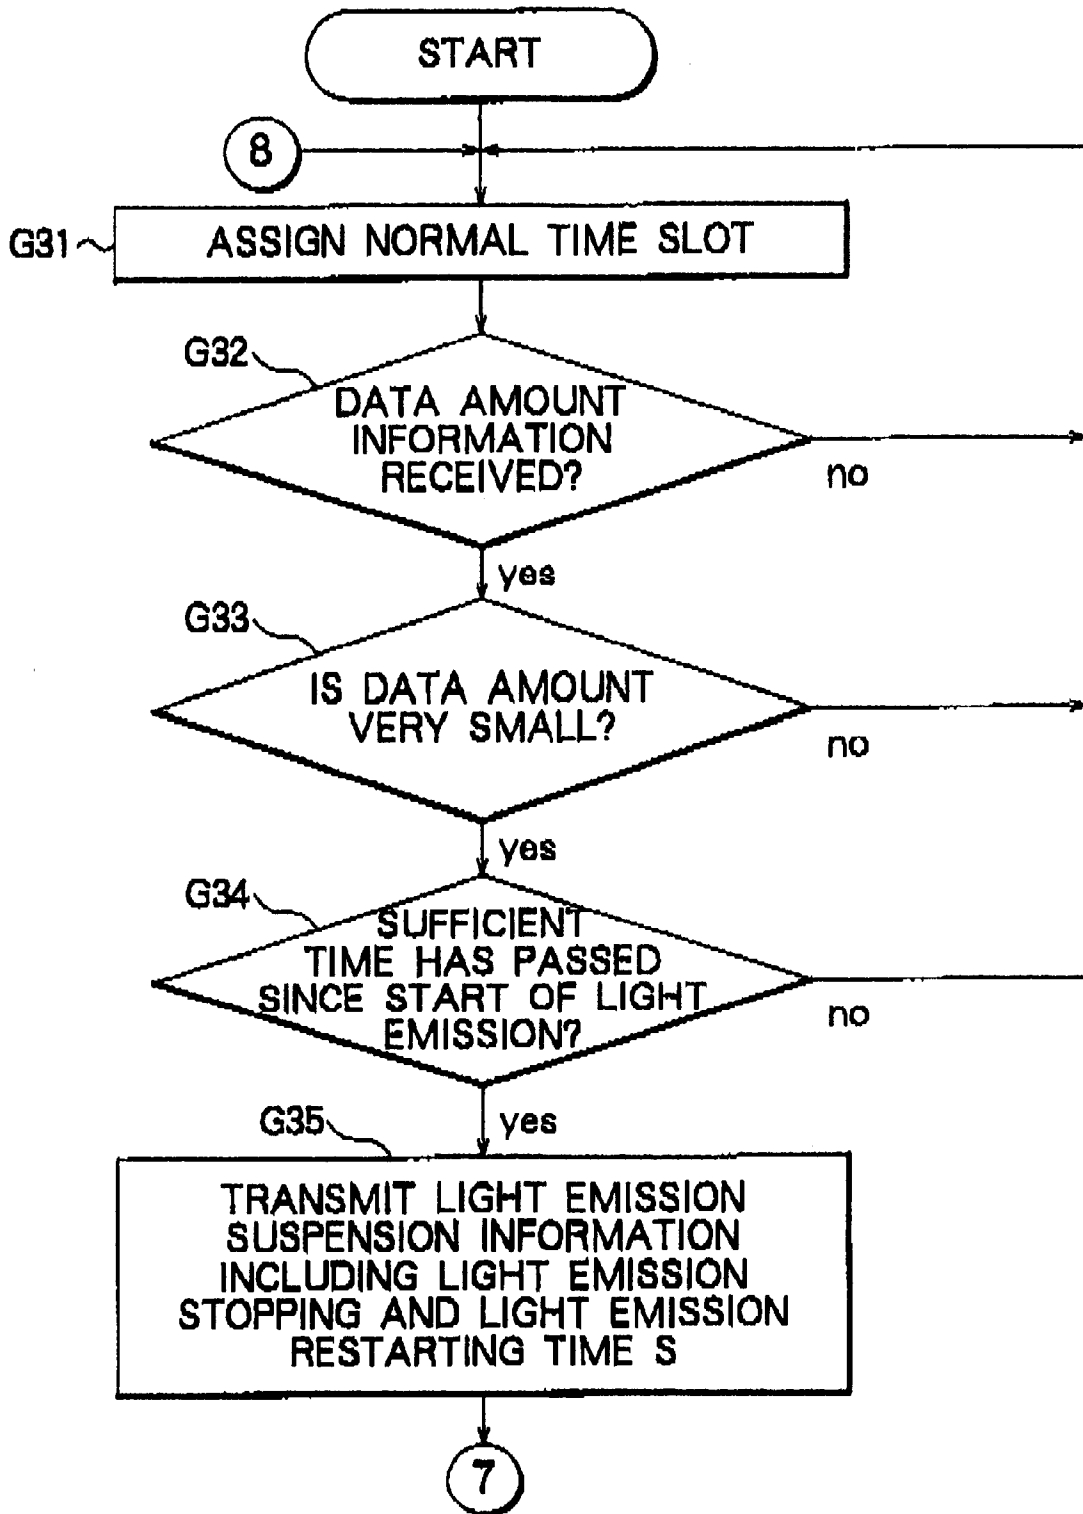 START
8
G31
ASSIGN NORMAL TIME SLOT
G32
DATA AMOUNT
INFORMATION
RECEIVED?
no
yes
G33
IS DATA AMOUNT
VERY SMALL?
no
yes
G34
SUFFICIENT
TIME HAS PASSED
SINCE START OF LIGHT
EMISSION?
no
yes
G35
TRANSMIT LIGHT EMISSION
SUSPENSION INFORMATION
INCLUDING LIGHT EMISSION
STOPPING AND LIGHT EMISSION
RESTARTING TIME S
7